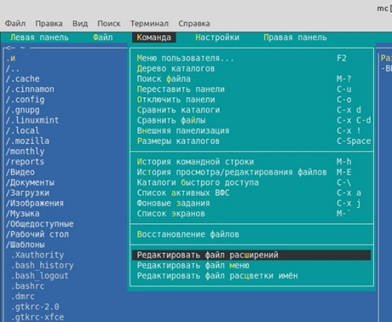 mc [
Файл Правка Вид Поиск Терминал Справка
Левая панель Файл Команда Настройки Правая панель
<— ~
.и
/..
/.cache
/.cinnamon
/.config
/.gnupg
/.linuxmint
/.local
/.mozilla
/monthly
/reports
/Видео
/Документы
/Загрузки
/Изображения
/Музыка
/Общедоступные
/Рабочий стол
/Шаблоны
.Xauthority
.bash_history
.bash_logout
.bashrc
.dmrc
.gtkrc-2.0
.gtkrc-xfce
Меню пользователя... F2
Дерево каталогов
Поиск файла M-?
Переставить панели C-u
Отключить панели C-o
Сравнить каталоги C-x d
Сравнить файлы C-x C-d
Внешняя панелизация C-x !
Размеры каталогов C-Space
История командной строки M-h
История просмотра/редактирования файлов M-E
Каталоги быстрого доступа C-\
Список активных ВФС C-x a
Фоновые задания C-x j
Список экранов M-`
Восстановление файлов
Редактировать файл расширений
Редактировать файл меню
Редактировать файл расцветки имён